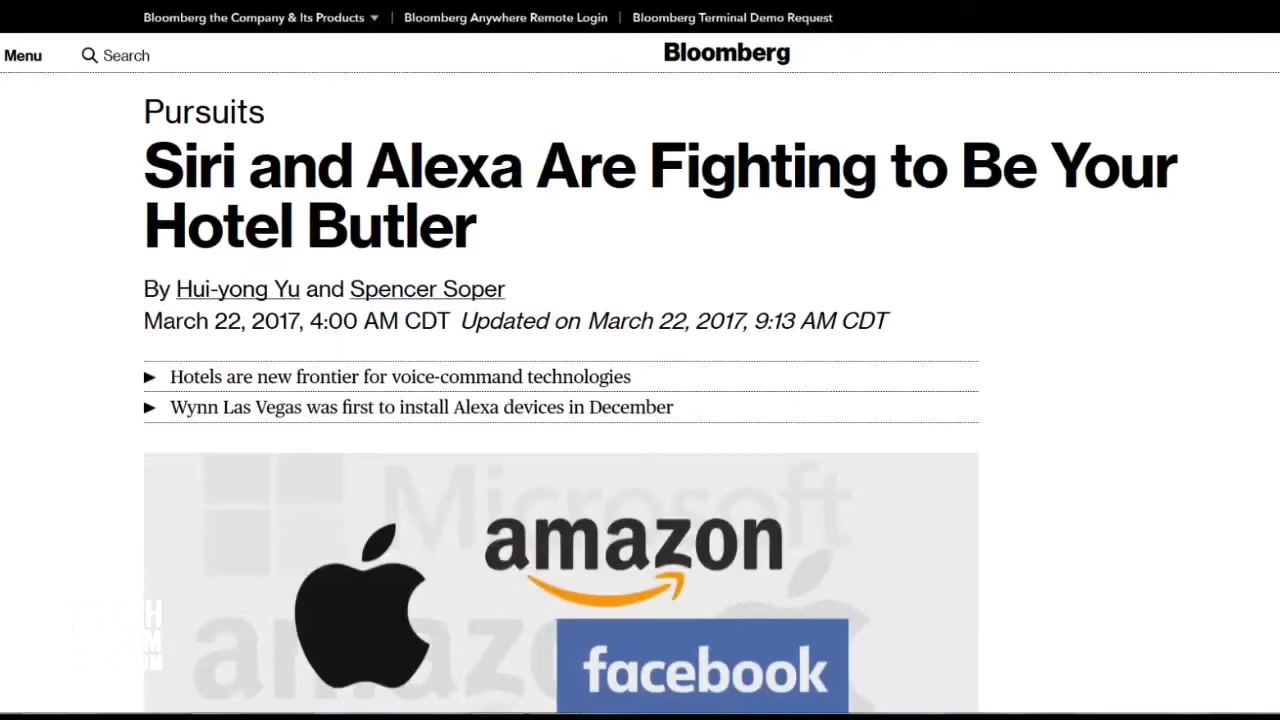 Bloomberg the Company & Its Products
Bloomberg Anywhere Remote Login
Bloomberg Terminal Demo Request
Menu
Search
Bloomberg
Pursuits
Siri and Alexa Are Fighting to Be Your
Hotel Butler
By Hui-yong Yu and Spencer Soper
March 22, 2017, 4:00 AM CDT Updated on March 22, 2017, 9:13 AM CDT
Hotels are new frontier for voice-command technologies
Wynn Las Vegas was first to install Alexa devices in December
Microsoft
amazon
facebook